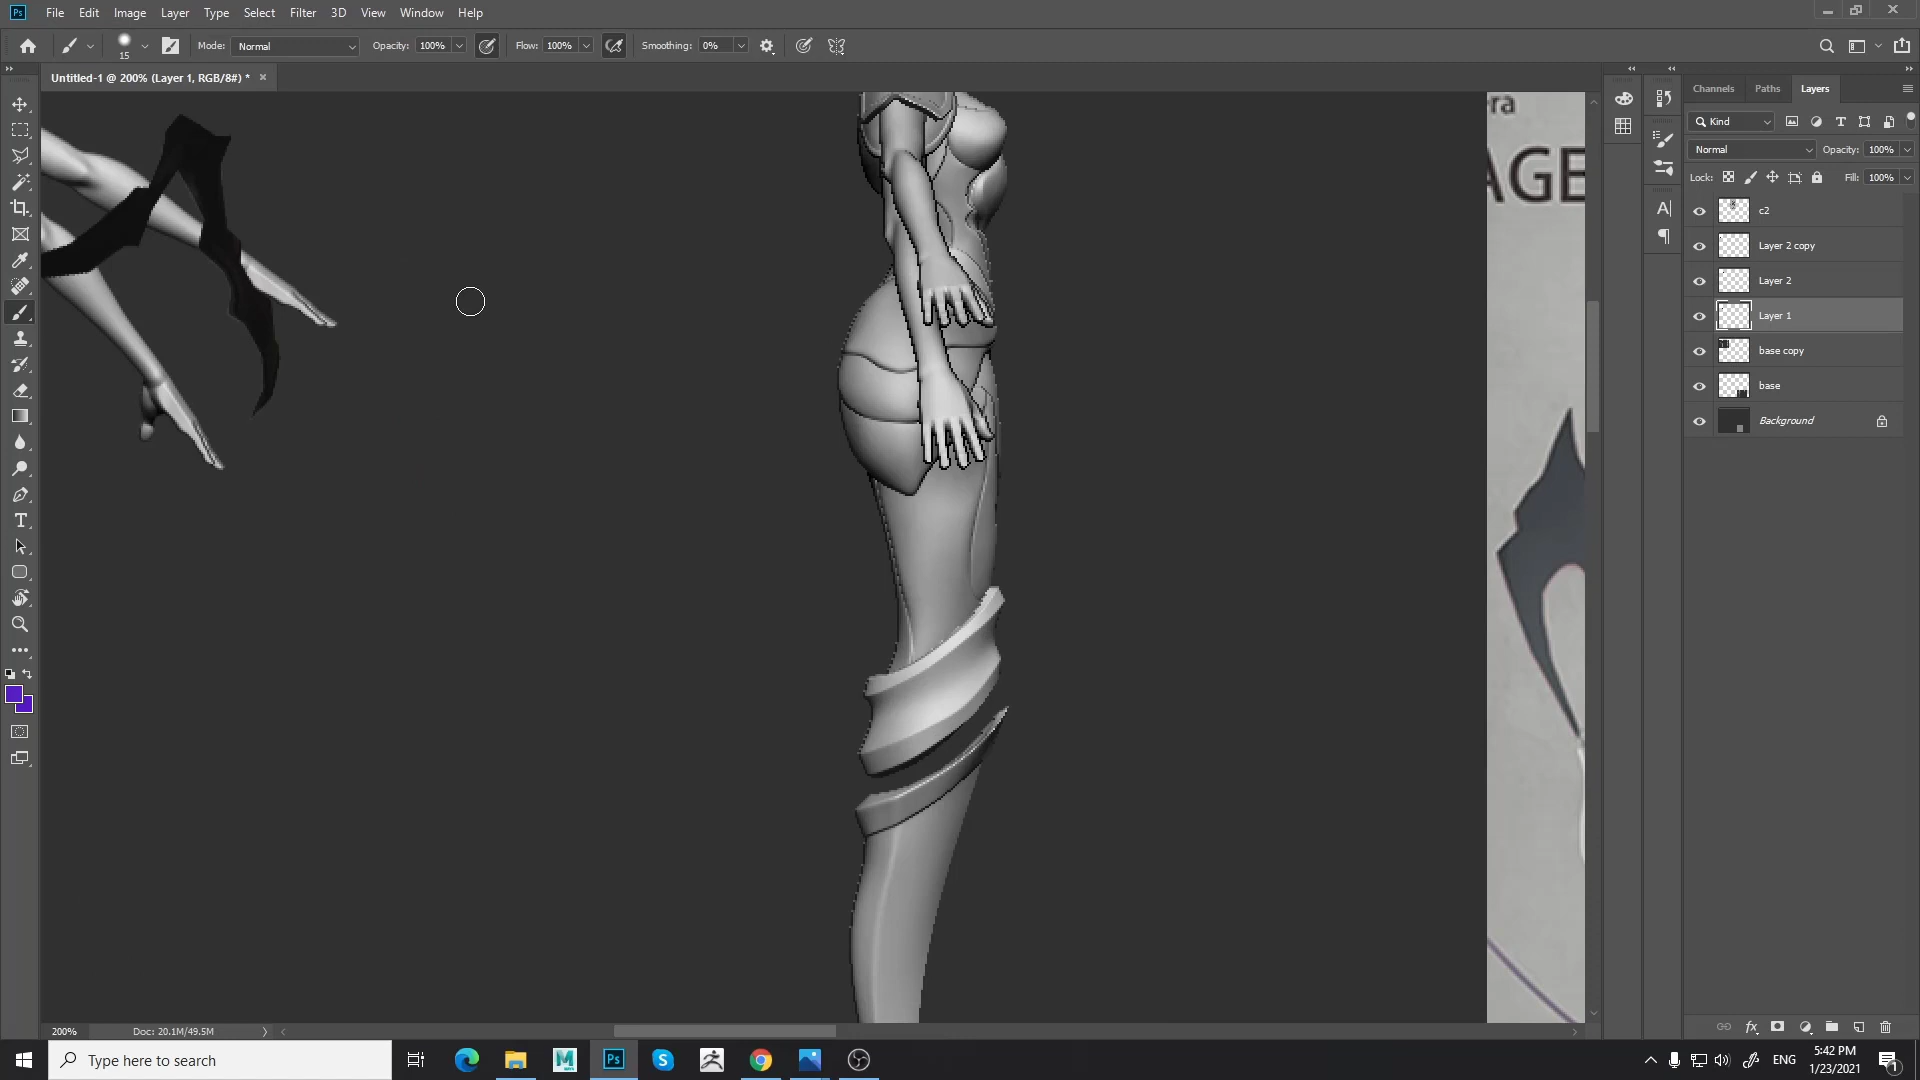 Ps File Edit Image Layer Type Select Filter 3D View Window Help
15 Mode: Normal Opacity: 100% Flow: 100% Smoothing: 0%
Untitled-1 @ 200% (Layer 1, RGB/8#) * ×
Channels Paths Layers
Kind
Normal Opacity: 100%
Lock: Fill: 100%
c2
Layer 2 copy
Layer 2
Layer 1
base copy
base
Background
era
AGE
200% Doc: 20.1M/49.5M
Type here to search
Ps
ENG
5:42 PM
1/23/2021
1